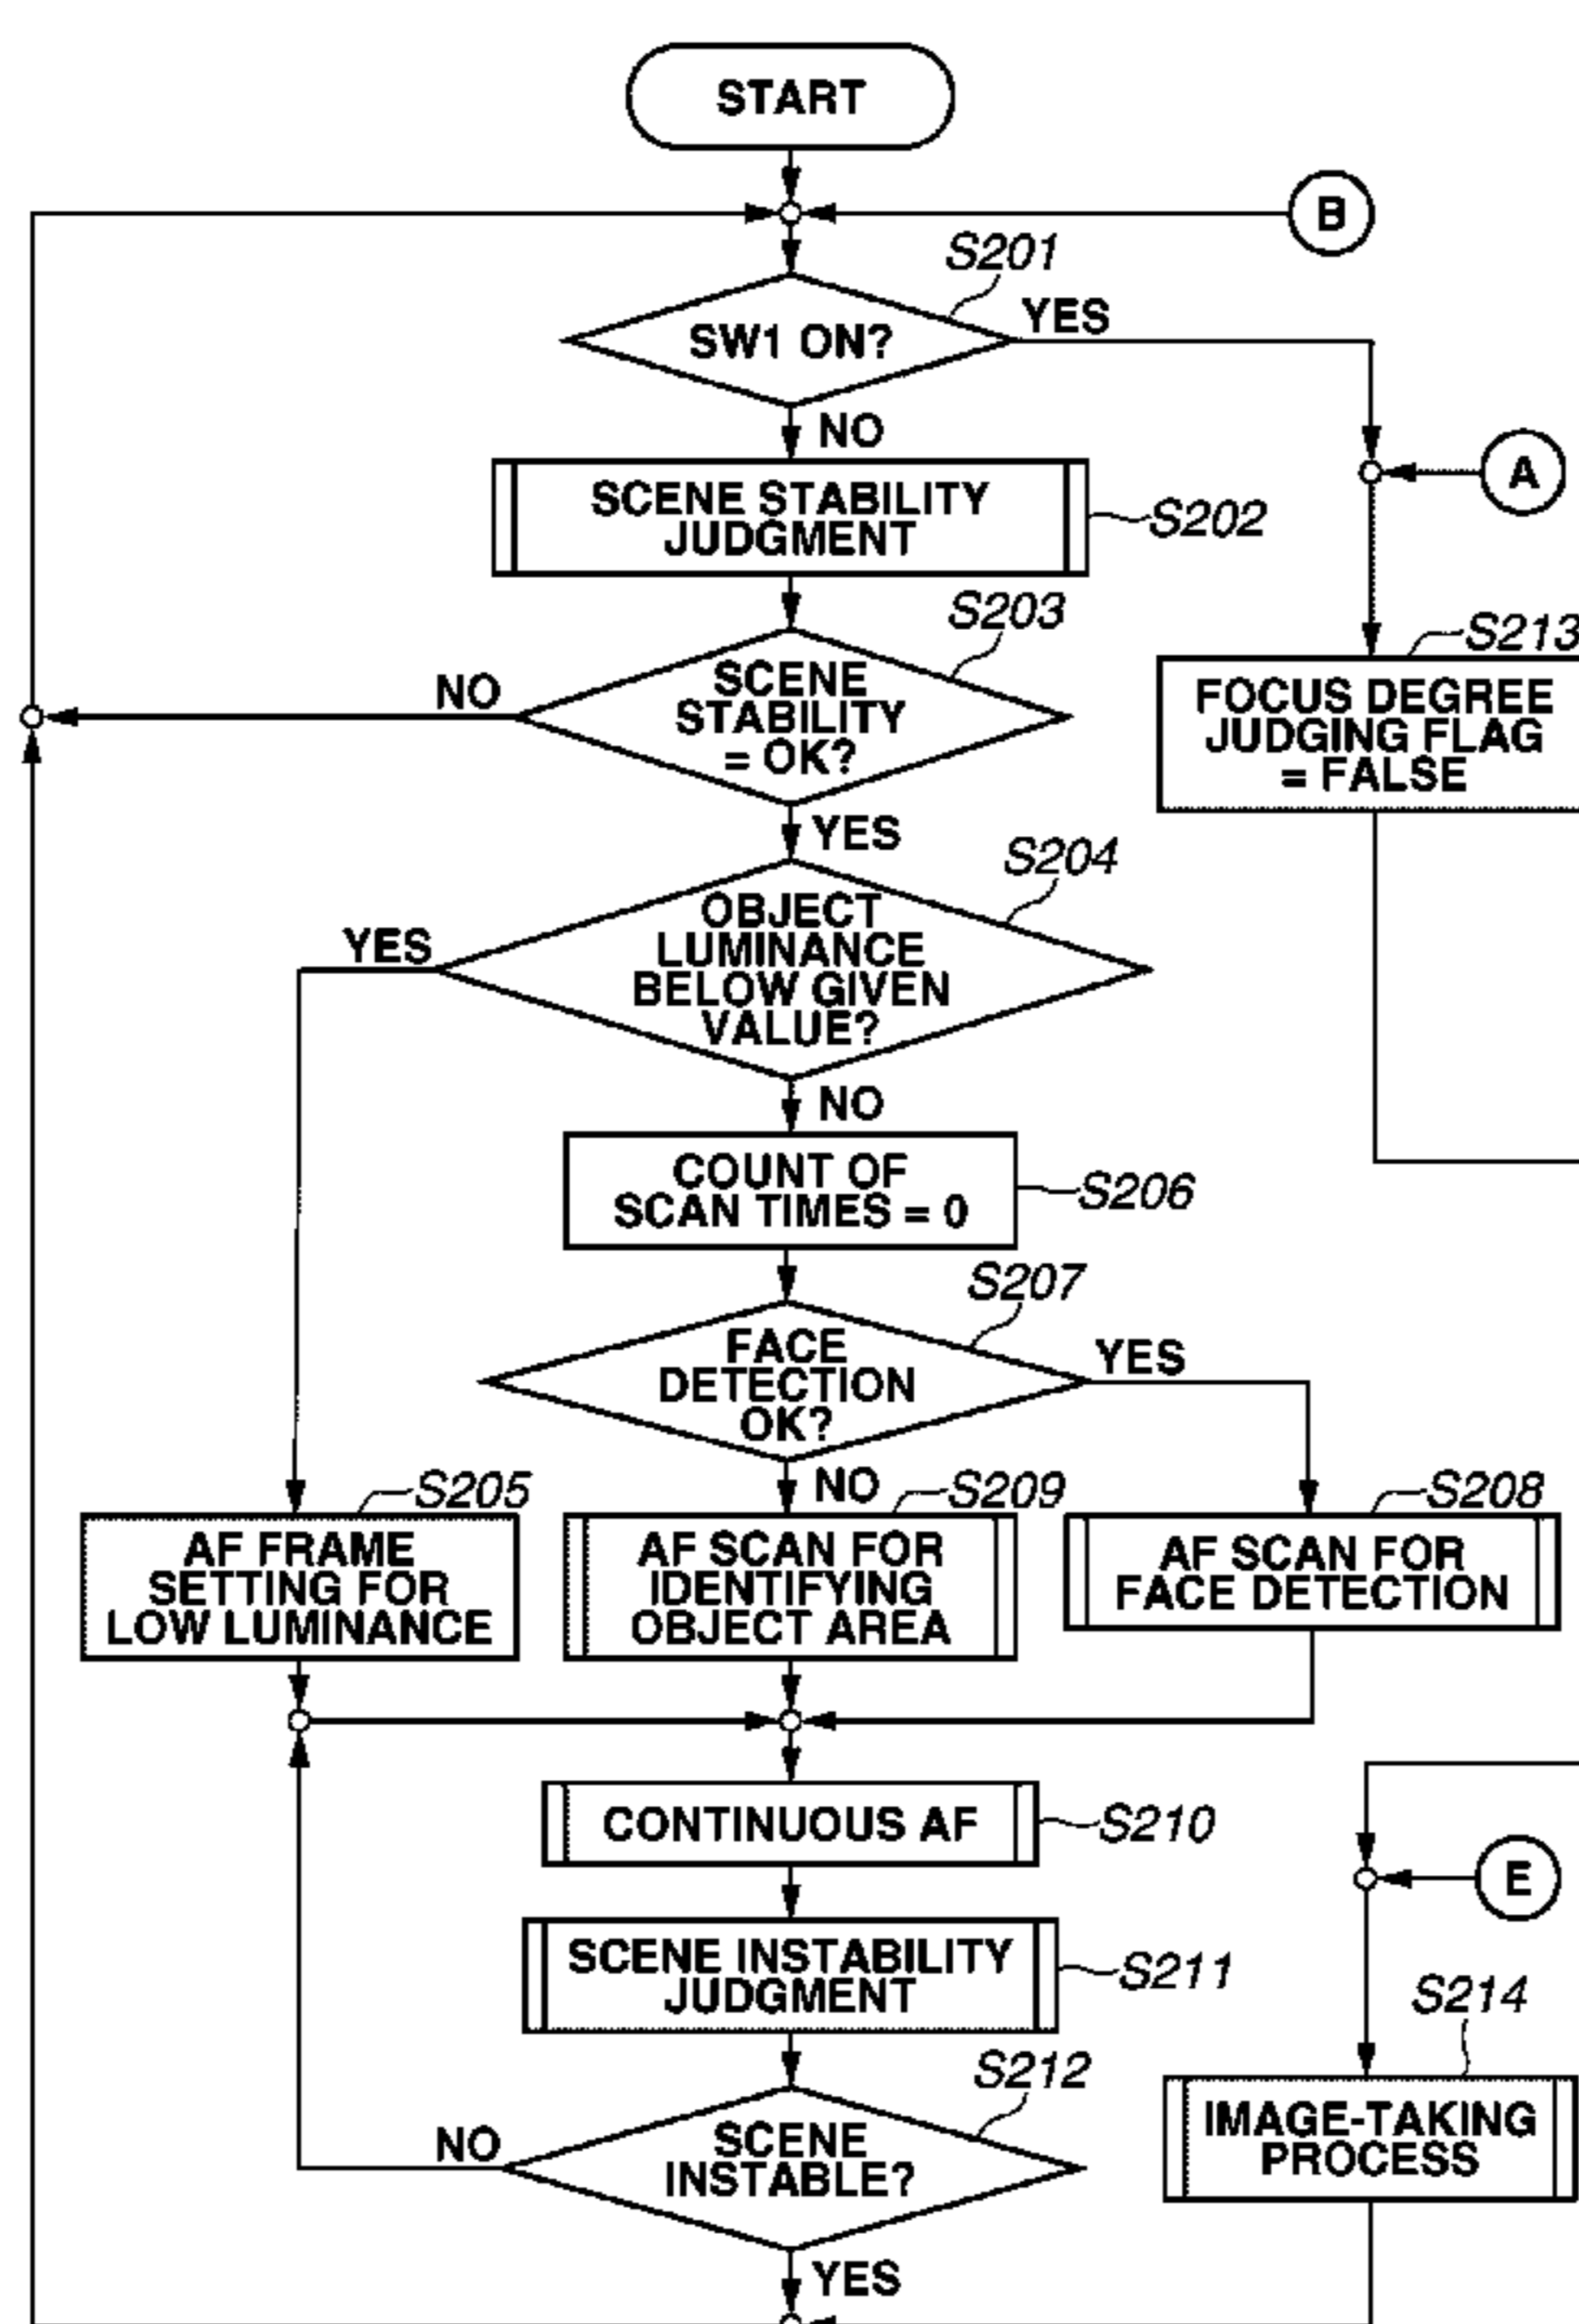 START
B
S201
SW1 ON?
YES
NO
A
SCENE STABILITY
JUDGMENT
S202
S203
SCENE
STABILITY
= OK?
NO
YES
S213
FOCUS DEGREE
JUDGING FLAG
= FALSE
S204
OBJECT
LUMINANCE
BELOW GIVEN
VALUE?
YES
NO
COUNT OF
SCAN TIMES = 0
S206
S207
FACE
DETECTION
OK?
YES
NO
S205
AF FRAME
SETTING FOR
LOW LUMINANCE
S209
AF SCAN FOR
IDENTIFYING
OBJECT AREA
S208
AF SCAN FOR
FACE DETECTION
CONTINUOUS AF
S210
E
SCENE INSTABILITY
JUDGMENT
S211
S214
IMAGE-TAKING
PROCESS
S212
SCENE
INSTABLE?
NO
YES